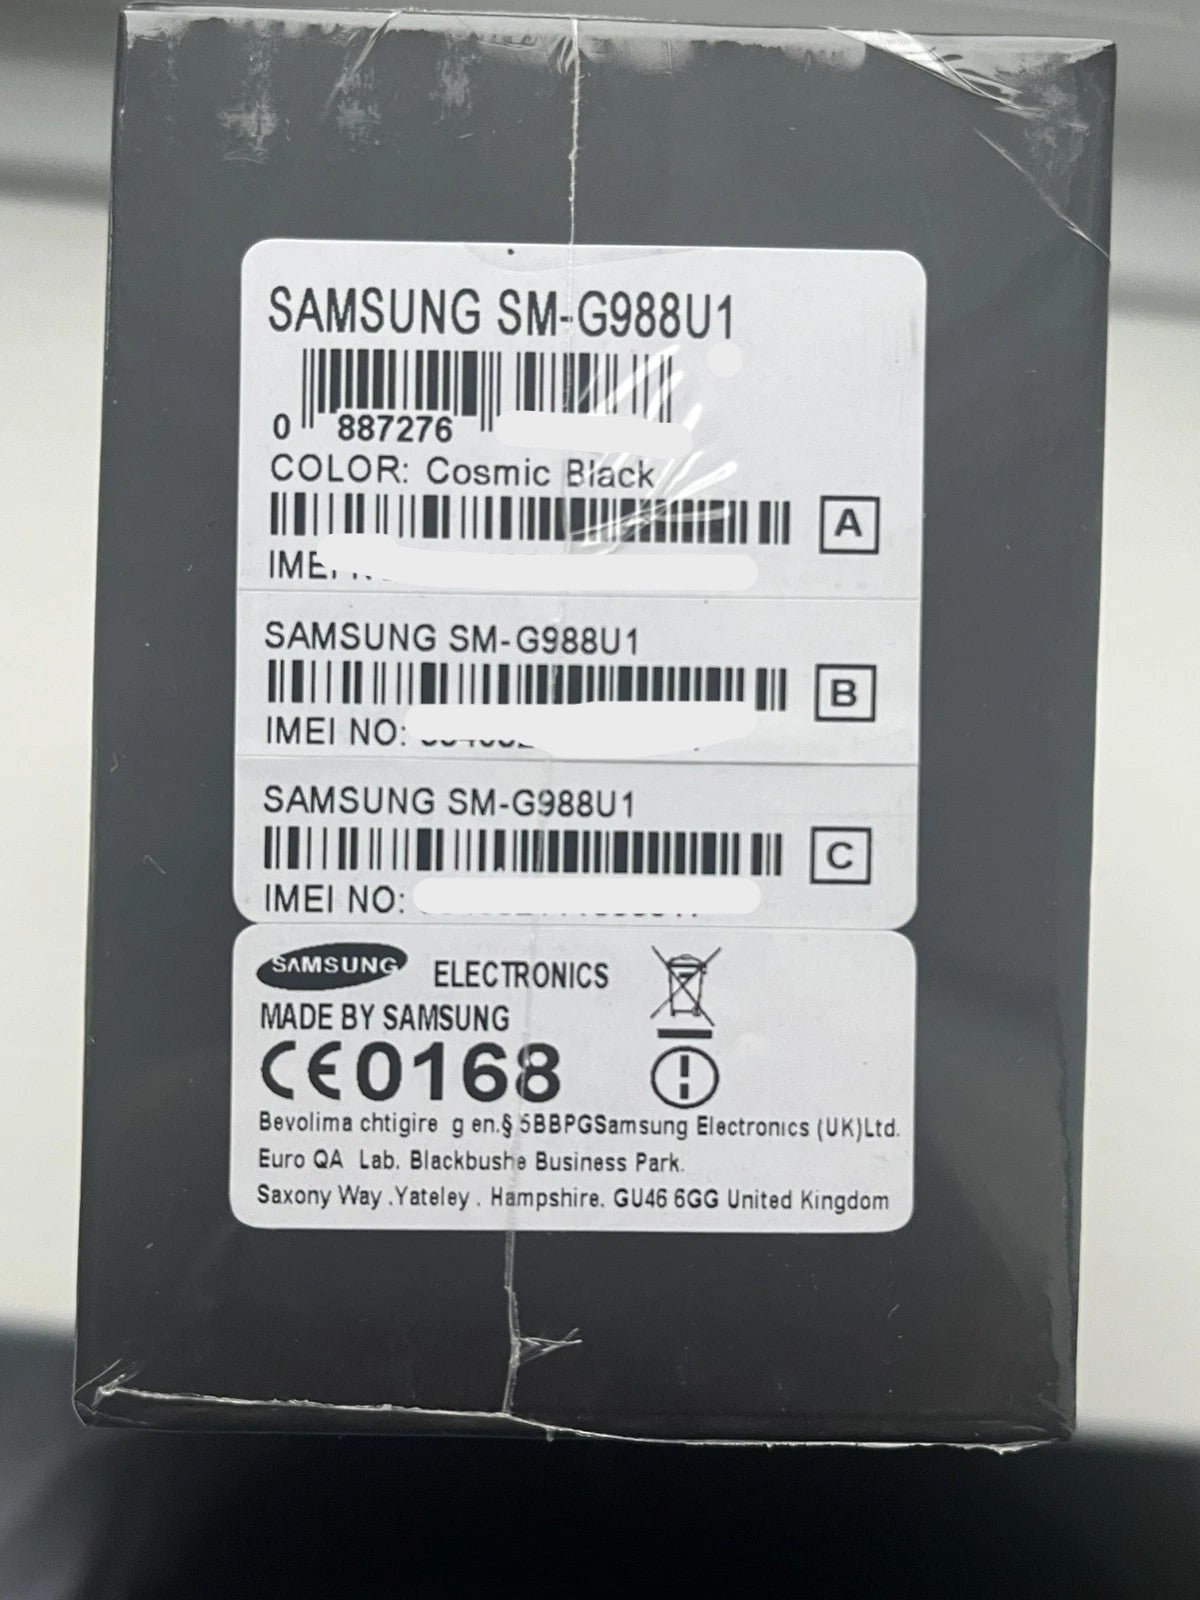 SAMSUNG SM-G988U1
0 887276
COLOR: Cosmic Black
A
SAMSUNG SM-G988U1
B
IMEI NO:
SAMSUNG SM-G988U1
C
IMEI NO:
SAMSUNG ELECTRONICS
MADE BY SAMSUNG
CE0168
Bevolima chtigire g en.§ 5BBPGSamsung Electronics (UK)Ltd.
Euro QA Lab. Blackbushe Business Park.
Saxony Way .Yateley . Hampshire. GU46 6GG United Kingdom